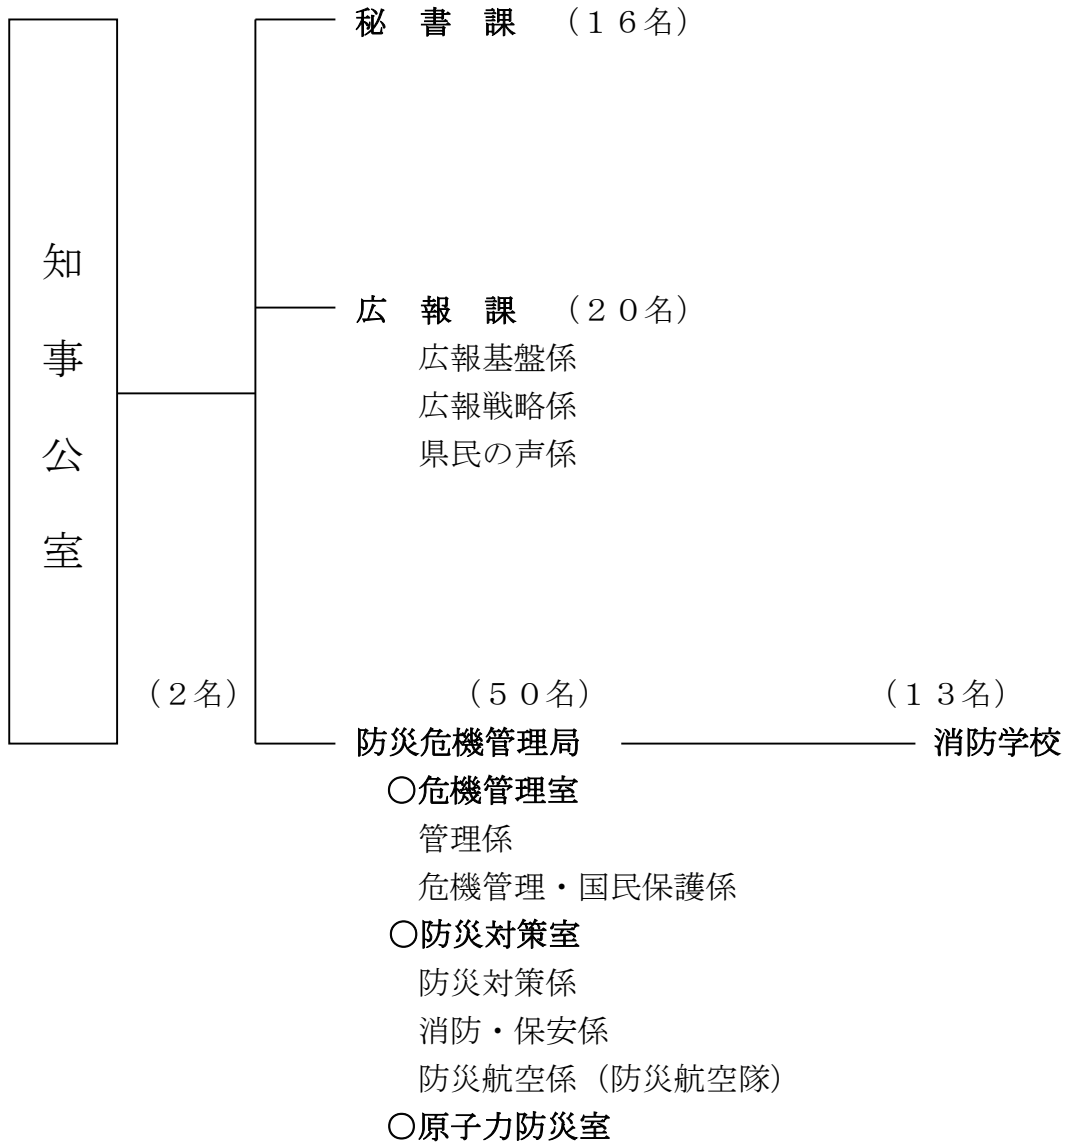 知事公室
秘　書　課　（１６名）
広　報　課　（２０名）
広報基盤係
広報戦略係
県民の声係
（２名）
（５０名）
（１３名）
防災危機管理局
消防学校
○危機管理室
管理係
危機管理・国民保護係
○防災対策室
防災対策係
消防・保安係
防災航空係（防災航空隊）
○原子力防災室